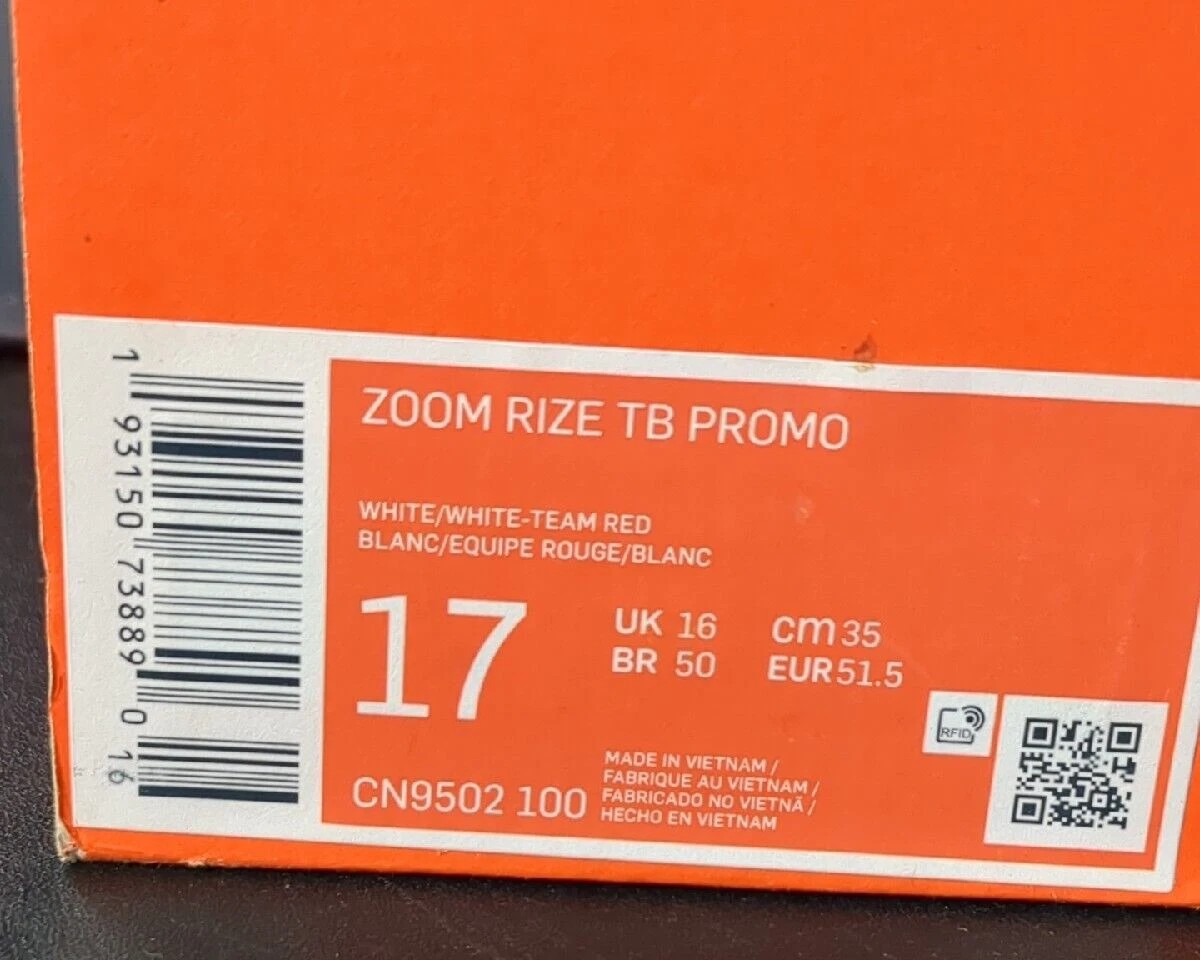 1 93150 73889 0 16
ZOOM RIZE TB PROMO
WHITE/WHITE-TEAM RED
BLANC/EQUIPE ROUGE/BLANC
17
UK 16 cm 35
BR 50 EUR 51.5
RFID
CN9502 100
MADE IN VIETNAM /
FABRIQUE AU VIETNAM /
FABRICADO NO VIETNÃ /
HECHO EN VIETNAM